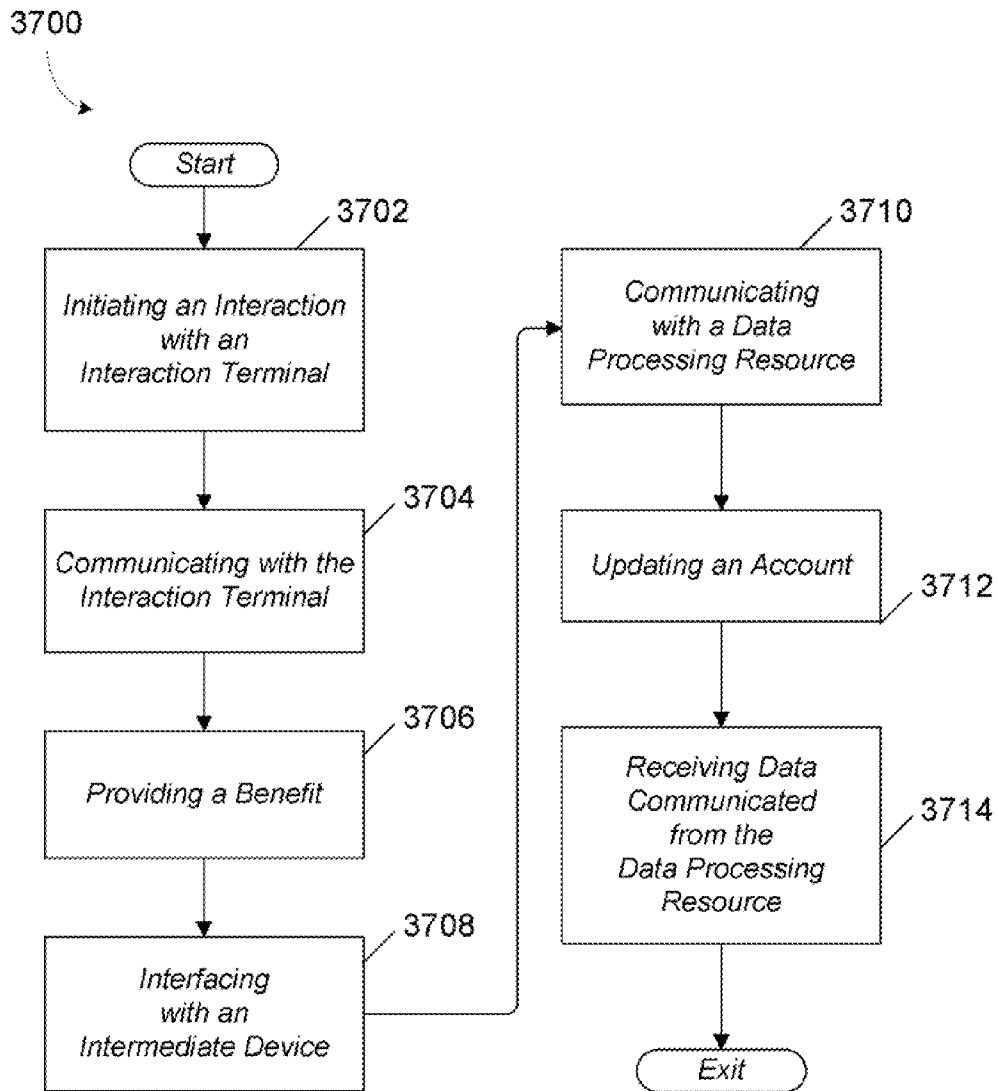 3700
Start
3702
Initiating an Interaction
with an
Interaction Terminal
3704
Communicating with the
Interaction Terminal
3706
Providing a Benefit
3708
Interfacing
with an
Intermediate Device
3710
Communicating
with a Data
Processing Resource
Updating an Account
3712
Receiving Data
Communicated
from the
Data Processing
Resource
3714
Exit